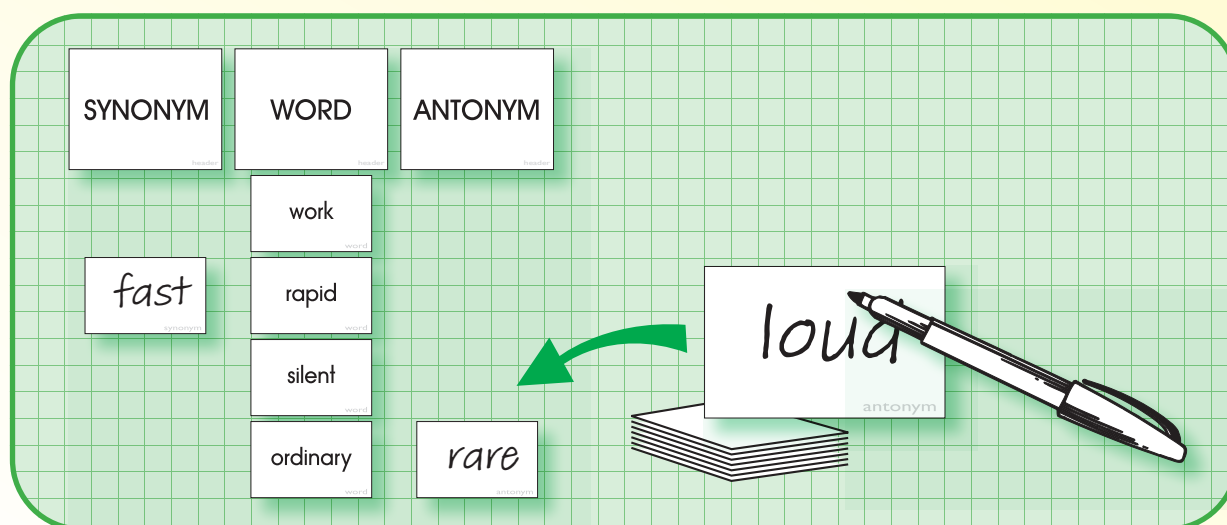 SYNONYM WORD ANTONYM
header header header
work
word
fast rapid
synonym word
silent
word
ordinary rare
word antonym
loud
antonym